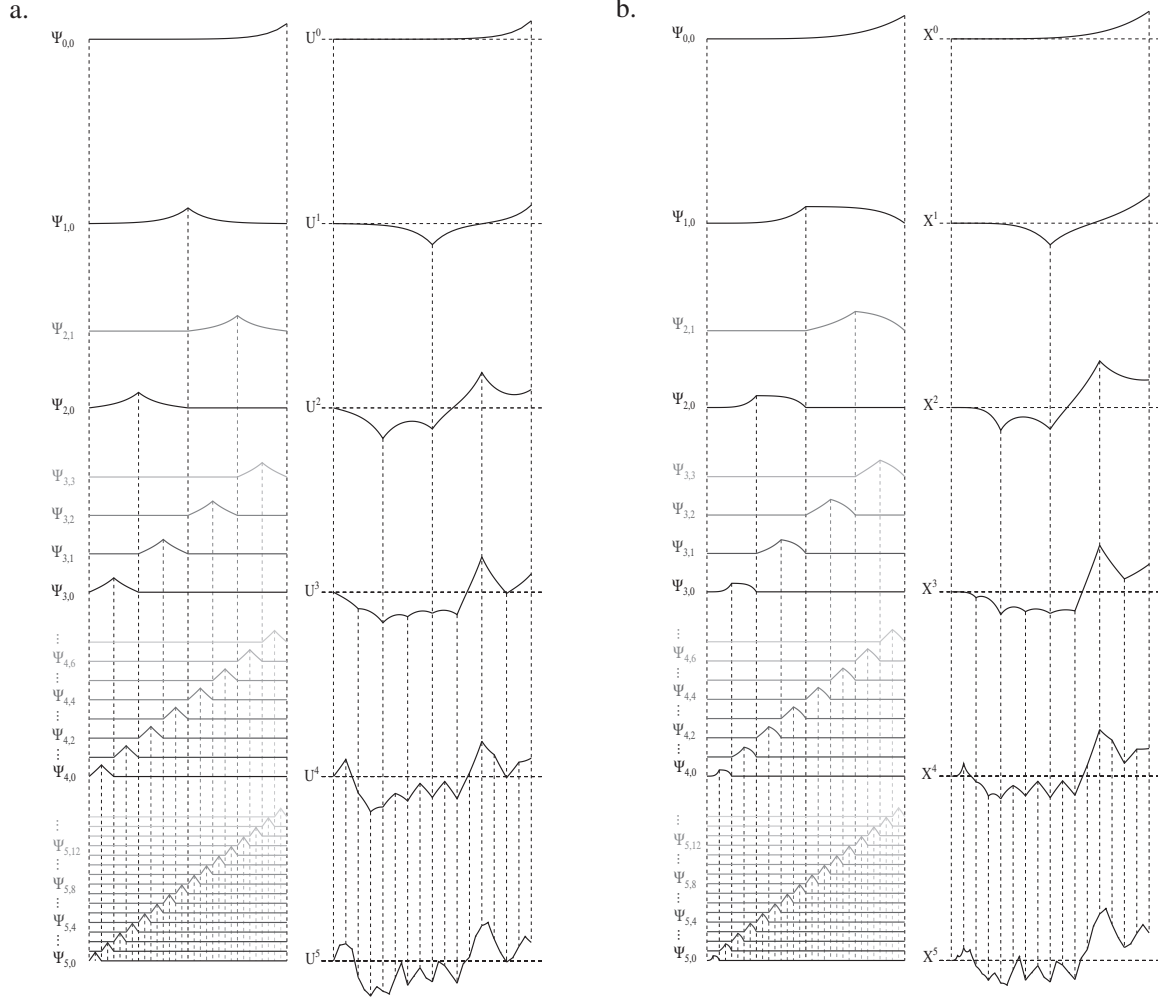 a.
Ψ0,0
U0
Ψ1,0
U1
Ψ2,1
Ψ2,0
U2
Ψ3,3
Ψ3,2
Ψ3,1
Ψ3,0
U3
⋮
Ψ4,6
⋮
Ψ4,4
⋮
Ψ4,2
⋮
Ψ4,0
U4
⋮
Ψ5,12
⋮
Ψ5,8
⋮
Ψ5,4
⋮
Ψ5,0
U5
b.
Ψ0,0
X0
Ψ1,0
X1
Ψ2,1
Ψ2,0
X2
Ψ3,3
Ψ3,2
Ψ3,1
Ψ3,0
X3
⋮
Ψ4,6
⋮
Ψ4,4
⋮
Ψ4,2
⋮
Ψ4,0
X4
⋮
Ψ5,12
⋮
Ψ5,8
⋮
Ψ5,4
⋮
Ψ5,0
X5